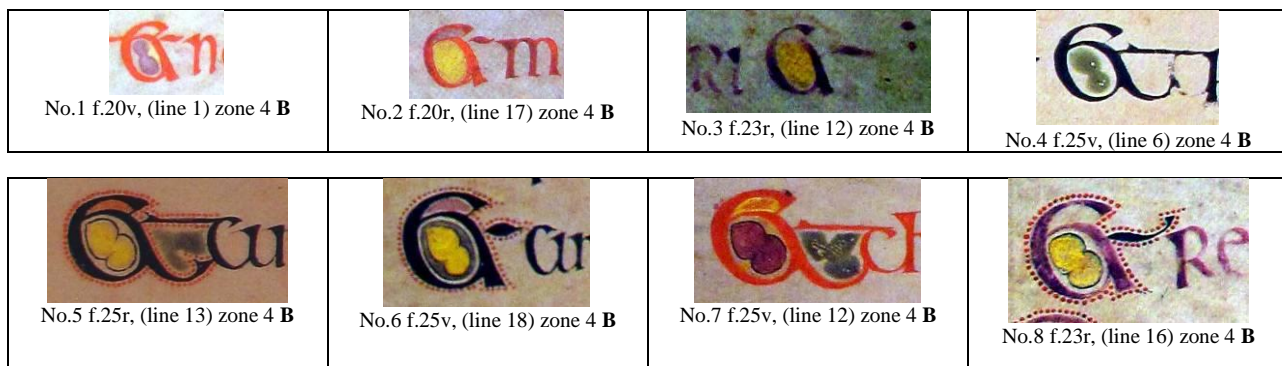 No.1 f.20v, (line 1) zone 4 B
No.2 f.20r, (line 17) zone 4 B
No.3 f.23r, (line 12) zone 4 B
No.4 f.25v, (line 6) zone 4 B
No.5 f.25r, (line 13) zone 4 B
No.6 f.25v, (line 18) zone 4 B
No.7 f.25v, (line 12) zone 4 B
No.8 f.23r, (line 16) zone 4 B